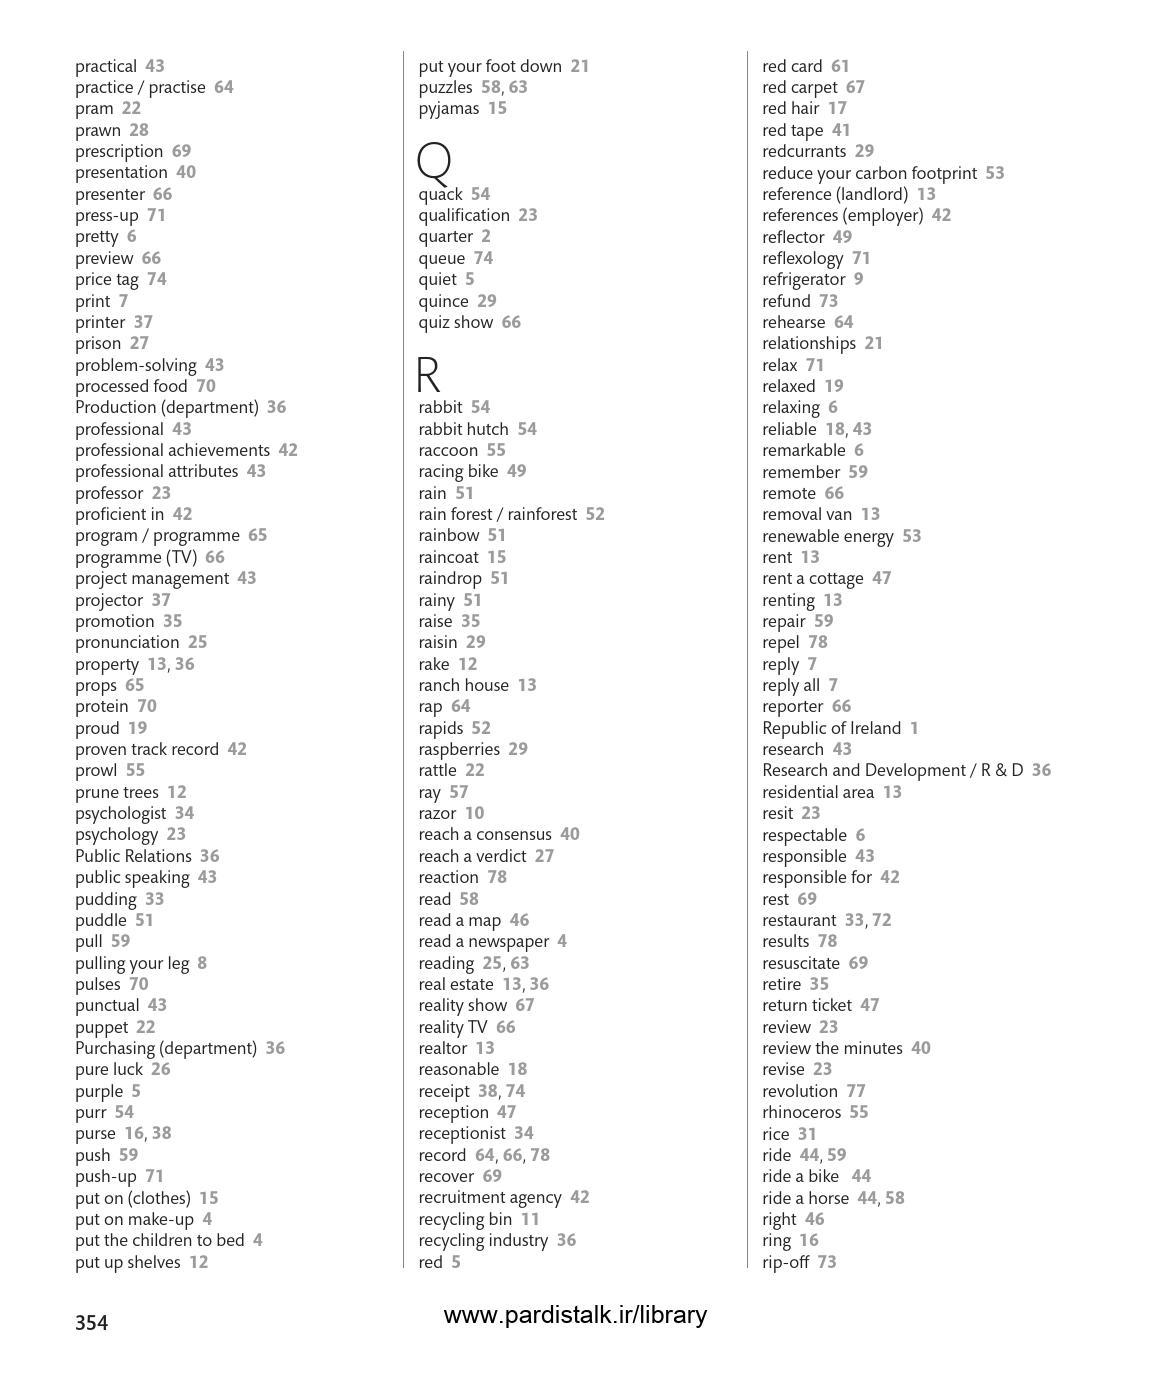 practical 43
practice / practise 64
pram 22
prawn 28
prescription 69
presentation 40
presenter 66
press-up 71
pretty 6
preview 66
price tag 74
print 7
printer 37
prison 27
problem-solving 43
processed food 70
Production (department) 36
professional 43
professional achievements 42
professional attributes 43
professor 23
proficient in 42
program / programme 65
programme (TV) 66
project management 43
projector 37
promotion 35
pronunciation 25
property 13, 36
props 65
protein 70
proud 19
proven track record 42
prowl 55
prune trees 12
psychologist 34
psychology 23
Public Relations 36
public speaking 43
pudding 33
puddle 51
pull 59
pulling your leg 8
pulses 70
punctual 43
puppet 22
Purchasing (department) 36
pure luck 26
purple 5
purr 54
purse 16, 38
push 59
push-up 71
put on (clothes) 15
put on make-up 4
put the children to bed 4
put up shelves 12
put your foot down 21
puzzles 58, 63
pyjamas 15
Q
quack 54
qualification 23
quarter 2
queue 74
quiet 5
quince 29
quiz show 66
R
rabbit 54
rabbit hutch 54
raccoon 55
racing bike 49
rain 51
rain forest / rainforest 52
rainbow 51
raincoat 15
raindrop 51
rainy 51
raise 35
raisin 29
rake 12
ranch house 13
rap 64
rapids 52
raspberries 29
rattle 22
ray 57
razor 10
reach a consensus 40
reach a verdict 27
reaction 78
read 58
read a map 46
read a newspaper 4
reading 25, 63
real estate 13, 36
reality show 67
reality TV 66
realtor 13
reasonable 18
receipt 38, 74
reception 47
receptionist 34
record 64, 66, 78
recover 69
recruitment agency 42
recycling bin 11
recycling industry 36
red 5
red card 61
red carpet 67
red hair 17
red tape 41
redcurrants 29
reduce your carbon footprint 53
reference (landlord) 13
references (employer) 42
reflector 49
reflexology 71
refrigerator 9
refund 73
rehearse 64
relationships 21
relax 71
relaxed 19
relaxing 6
reliable 18, 43
remarkable 6
remember 59
remote 66
removal van 13
renewable energy 53
rent 13
rent a cottage 47
renting 13
repair 59
repel 78
reply 7
reply all 7
reporter 66
Republic of Ireland 1
research 43
Research and Development / R & D 36
residential area 13
resit 23
respectable 6
responsible 43
responsible for 42
rest 69
restaurant 33, 72
results 78
resuscitate 69
retire 35
return ticket 47
review 23
review the minutes 40
revise 23
revolution 77
rhinoceros 55
rice 31
ride 44, 59
ride a bike 44
ride a horse 44, 58
right 46
ring 16
rip-off 73
354
www.pardistalk.ir/library